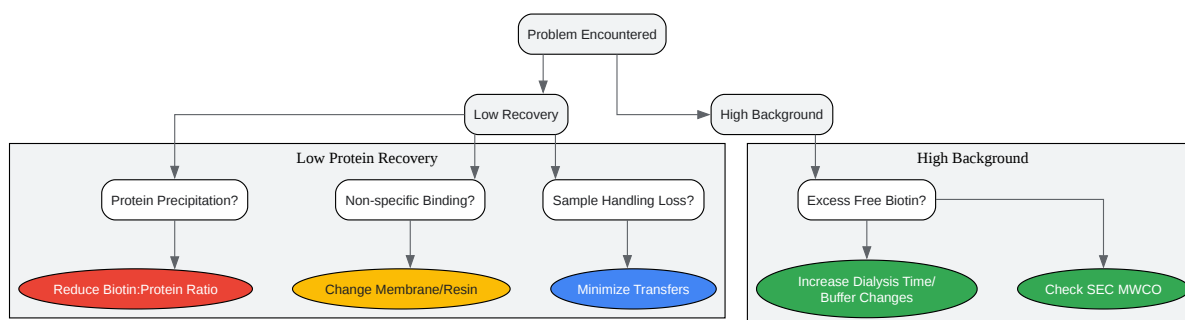 Problem Encountered
Low Recovery
High Background
Low Protein Recovery
High Background
Protein Precipitation?
Non-specific Binding?
Sample Handling Loss?
Excess Free Biotin?
Reduce Biotin:Protein Ratio
Change Membrane/Resin
Minimize Transfers
Increase Dialysis Time/
Buffer Changes
Check SEC MWCO